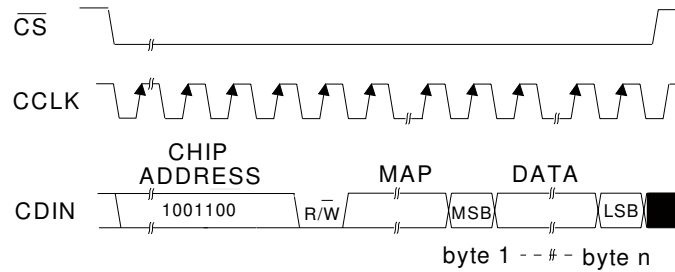 CS
CCLK
CHIP
ADDRESS
MAP
DATA
CDIN
1001100
R/W
MSB
LSB
byte 1
byte n